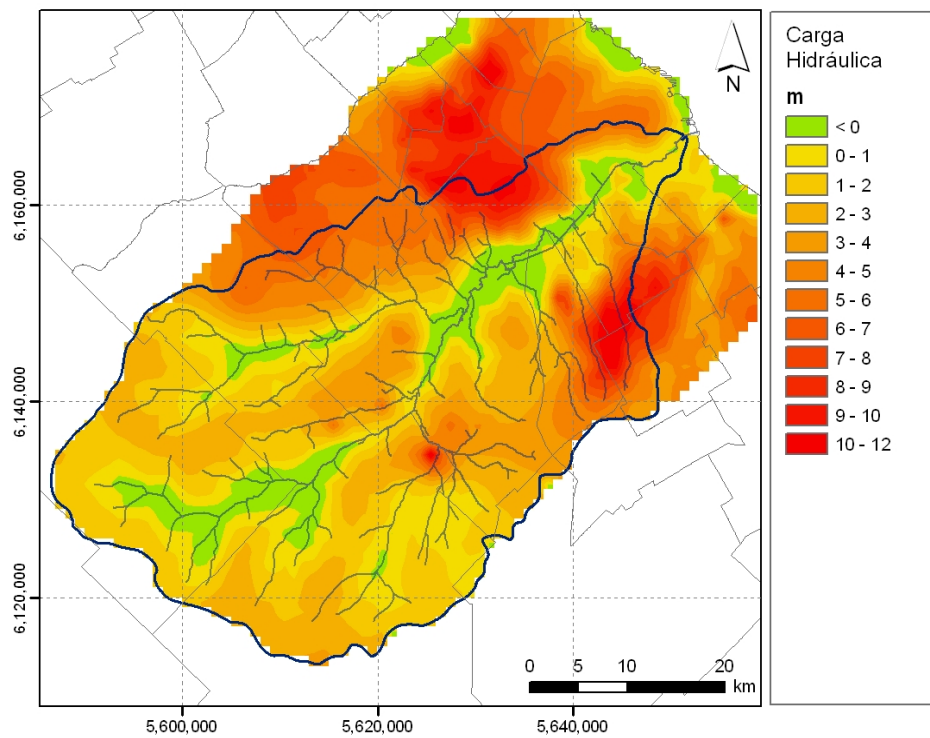 Carga
Hidráulica
m
< 0
0 - 1
1 - 2
2 - 3
3 - 4
4 - 5
5 - 6
6 - 7
7 - 8
8 - 9
9 - 10
10 - 12
N
6,160,000
6,140,000
6,120,000
0 5 10 20
km
5,600,000 5,620,000 5,640,000